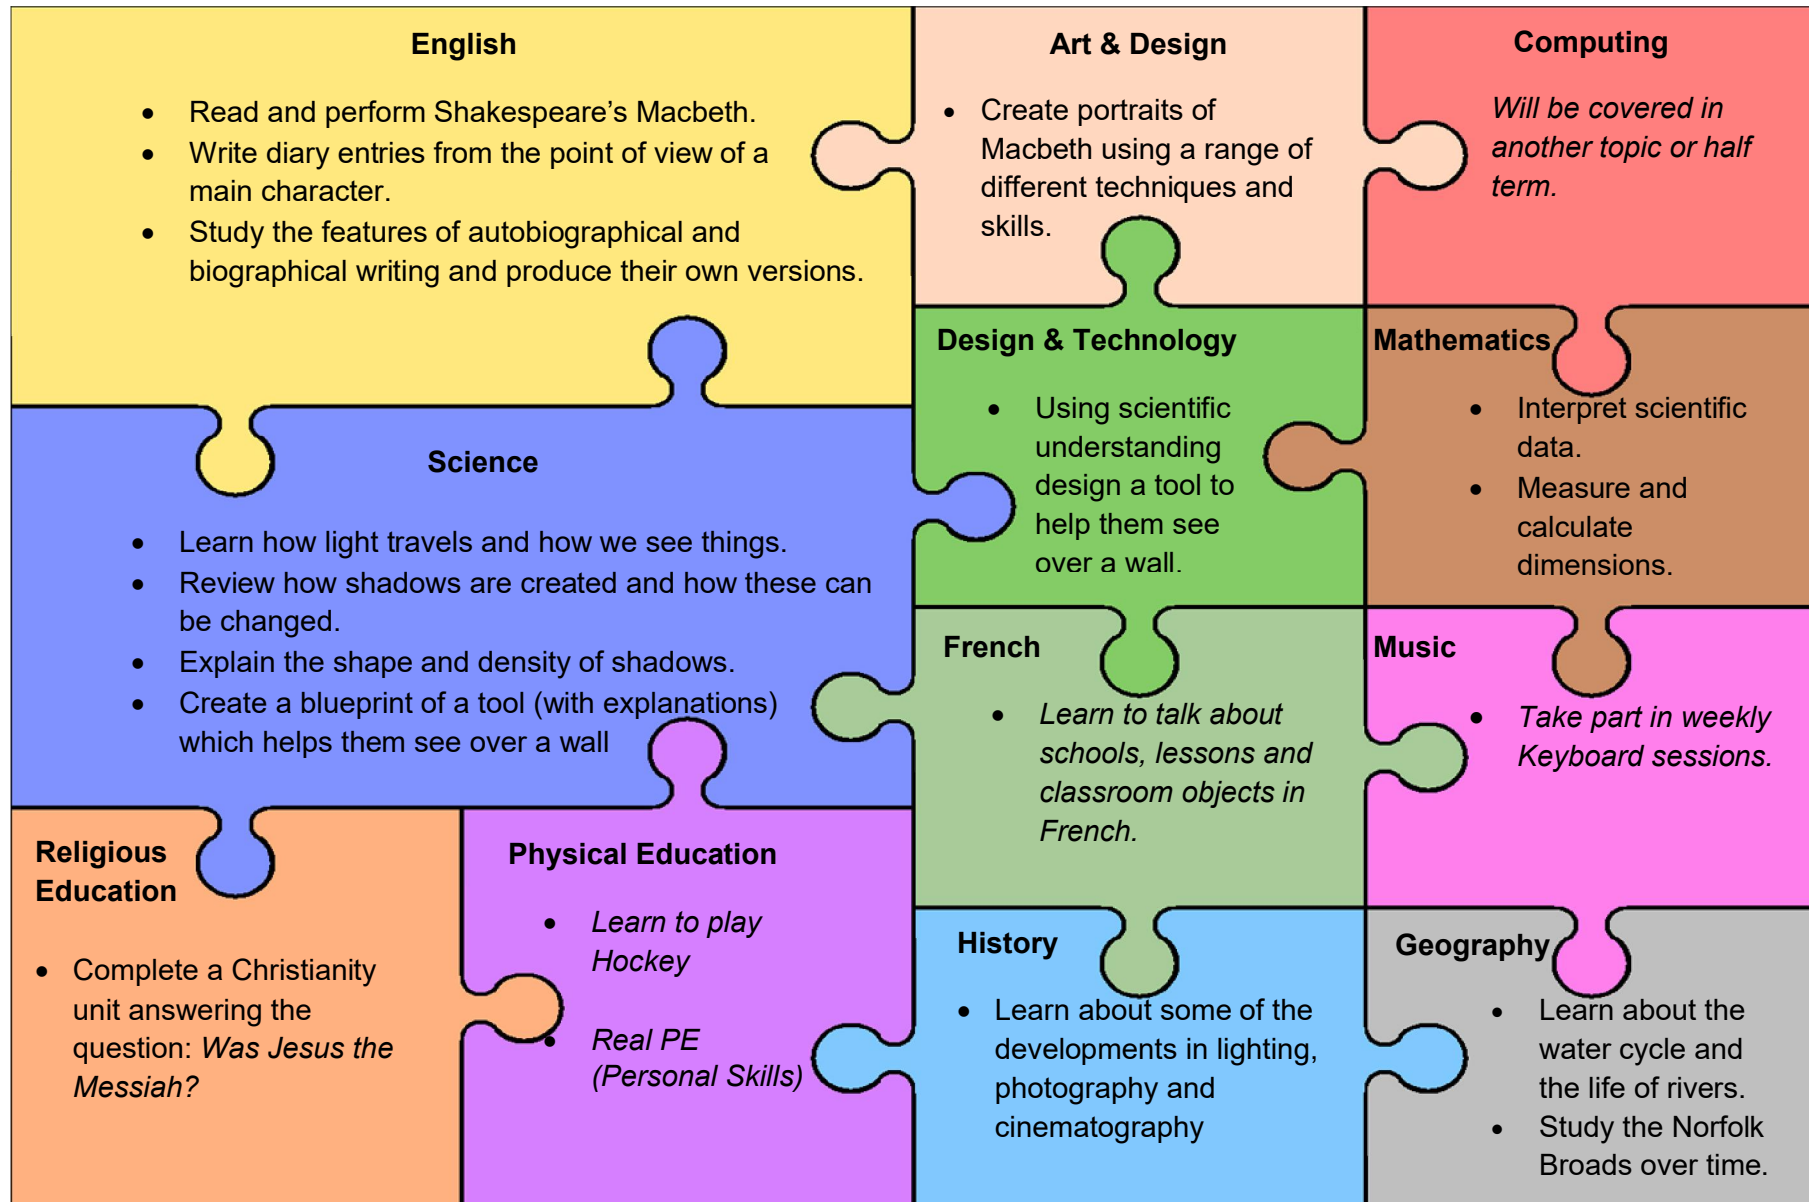 English
• Read and perform Shakespeare’s Macbeth.
• Write diary entries from the point of view of a
main character.
• Study the features of autobiographical and
biographical writing and produce their own versions.
Art & Design
• Create portraits of
Macbeth using a range of
different techniques and
skills.
Computing
Will be covered in
another topic or half
term.
Design & Technology
• Using scientific
understanding
design a tool to
help them see
over a wall.
Mathematics
• Interpret scientific
data.
• Measure and
calculate
dimensions.
Science
• Learn how light travels and how we see things.
• Review how shadows are created and how these can
be changed.
• Explain the shape and density of shadows.
• Create a blueprint of a tool (with explanations)
which helps them see over a wall
French
• Learn to talk about
schools, lessons and
classroom objects in
French.
Music
• Take part in weekly
Keyboard sessions.
Religious
Education
• Complete a Christianity
unit answering the
question: Was Jesus the
Messiah?
Physical Education
• Learn to play
Hockey
• Real PE
(Personal Skills)
History
• Learn about some of the
developments in lighting,
photography and
cinematography
Geography
• Learn about the
water cycle and
the life of rivers.
• Study the Norfolk
Broads over time.